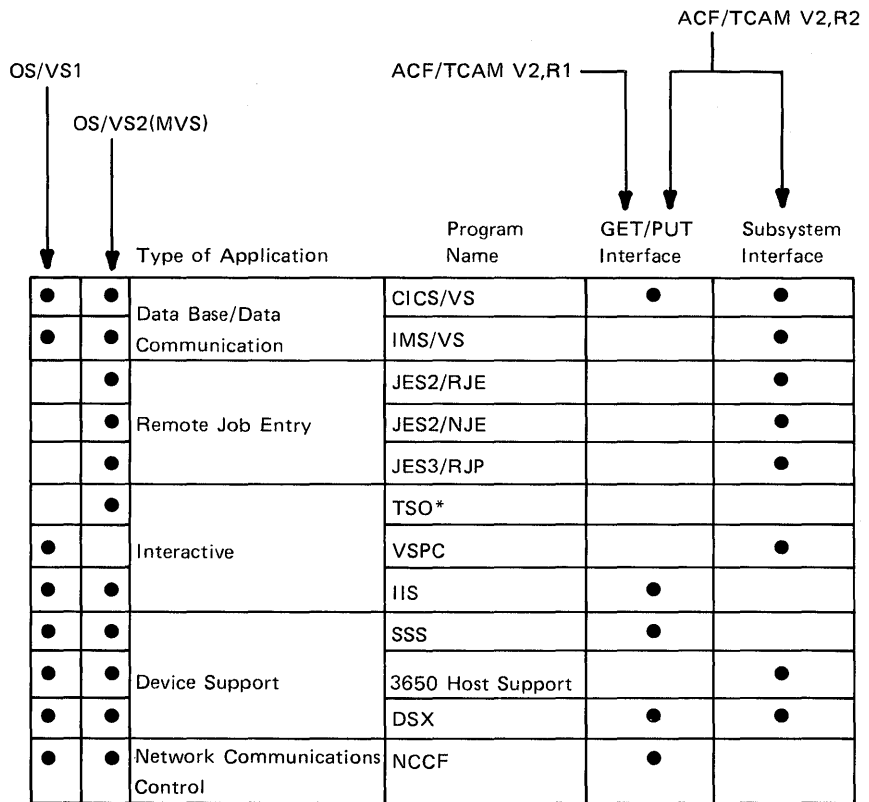 ACF/TCAM V2,R2
OS/VS1
ACF/TCAM V2,R1
OS/VS2(MVS)
Type of Application
Program
Name
GET/PUT
Interface
Subsystem
Interface
● ● Data Base/Data
Communication
CICS/VS ● ●
● ● IMS/VS ●
● Remote Job Entry JES2/RJE ●
● JES2/NJE ●
● JES3/RJP ●
● Interactive TSO*
● VSPC ●
● ● IIS ●
● ● Device Support SSS ●
● ● 3650 Host Support ●
● ● DSX ● ●
● ● Network Communications
Control
NCCF ●